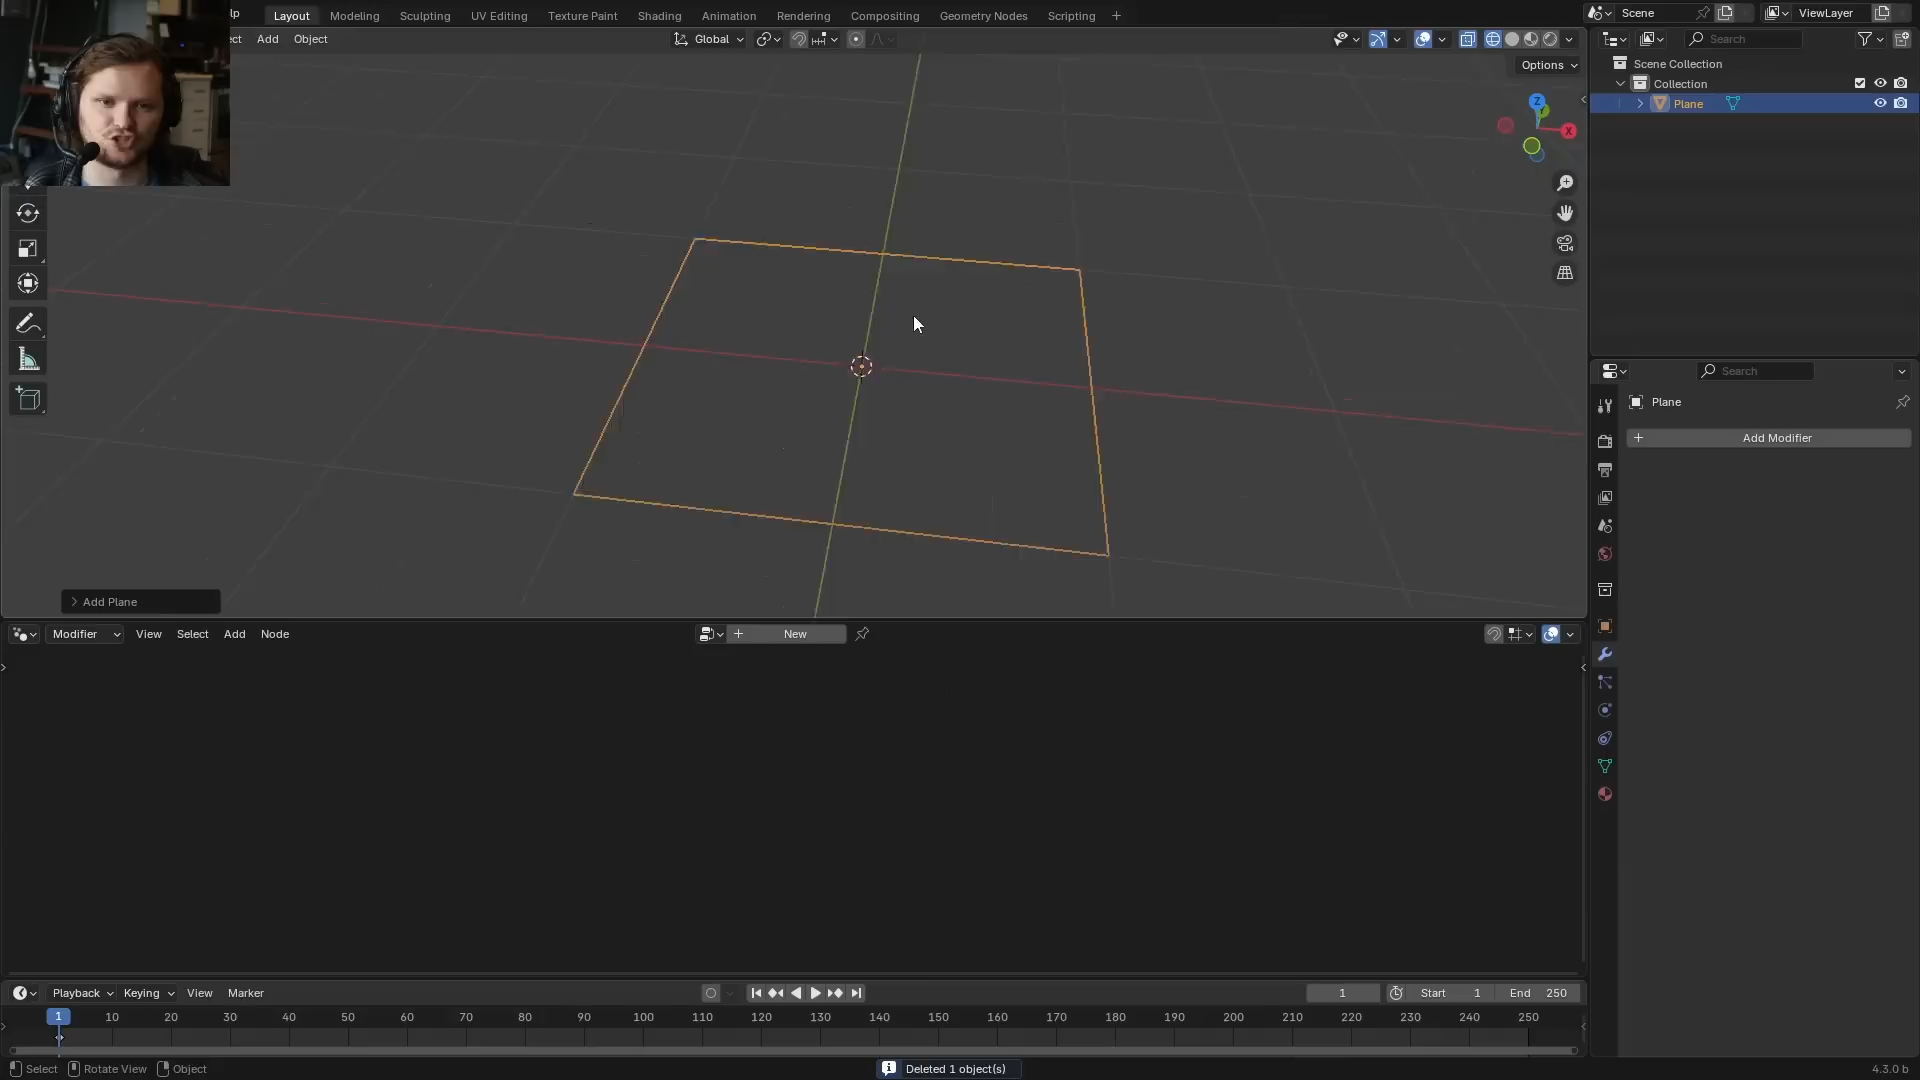 lp Layout Modeling Sculpting UV Editing Texture Paint Shading Animation Rendering Compositing Geometry Nodes Scripting + Scene ViewLayer
ect Add Object Global Search
Options
Scene Collection
Collection
Plane
Z
X
Search
Plane
+ Add Modifier
> Add Plane
Modifier View Select Add Node + New
Playback Keying View Marker 1 Start 1 End 250
1 10 20 30 40 50 60 70 80 90 100 110 120 130 140 150 160 170 180 190 200 210 220 230 240 250
Select Rotate View Object Deleted 1 object(s) 4.3.0 b